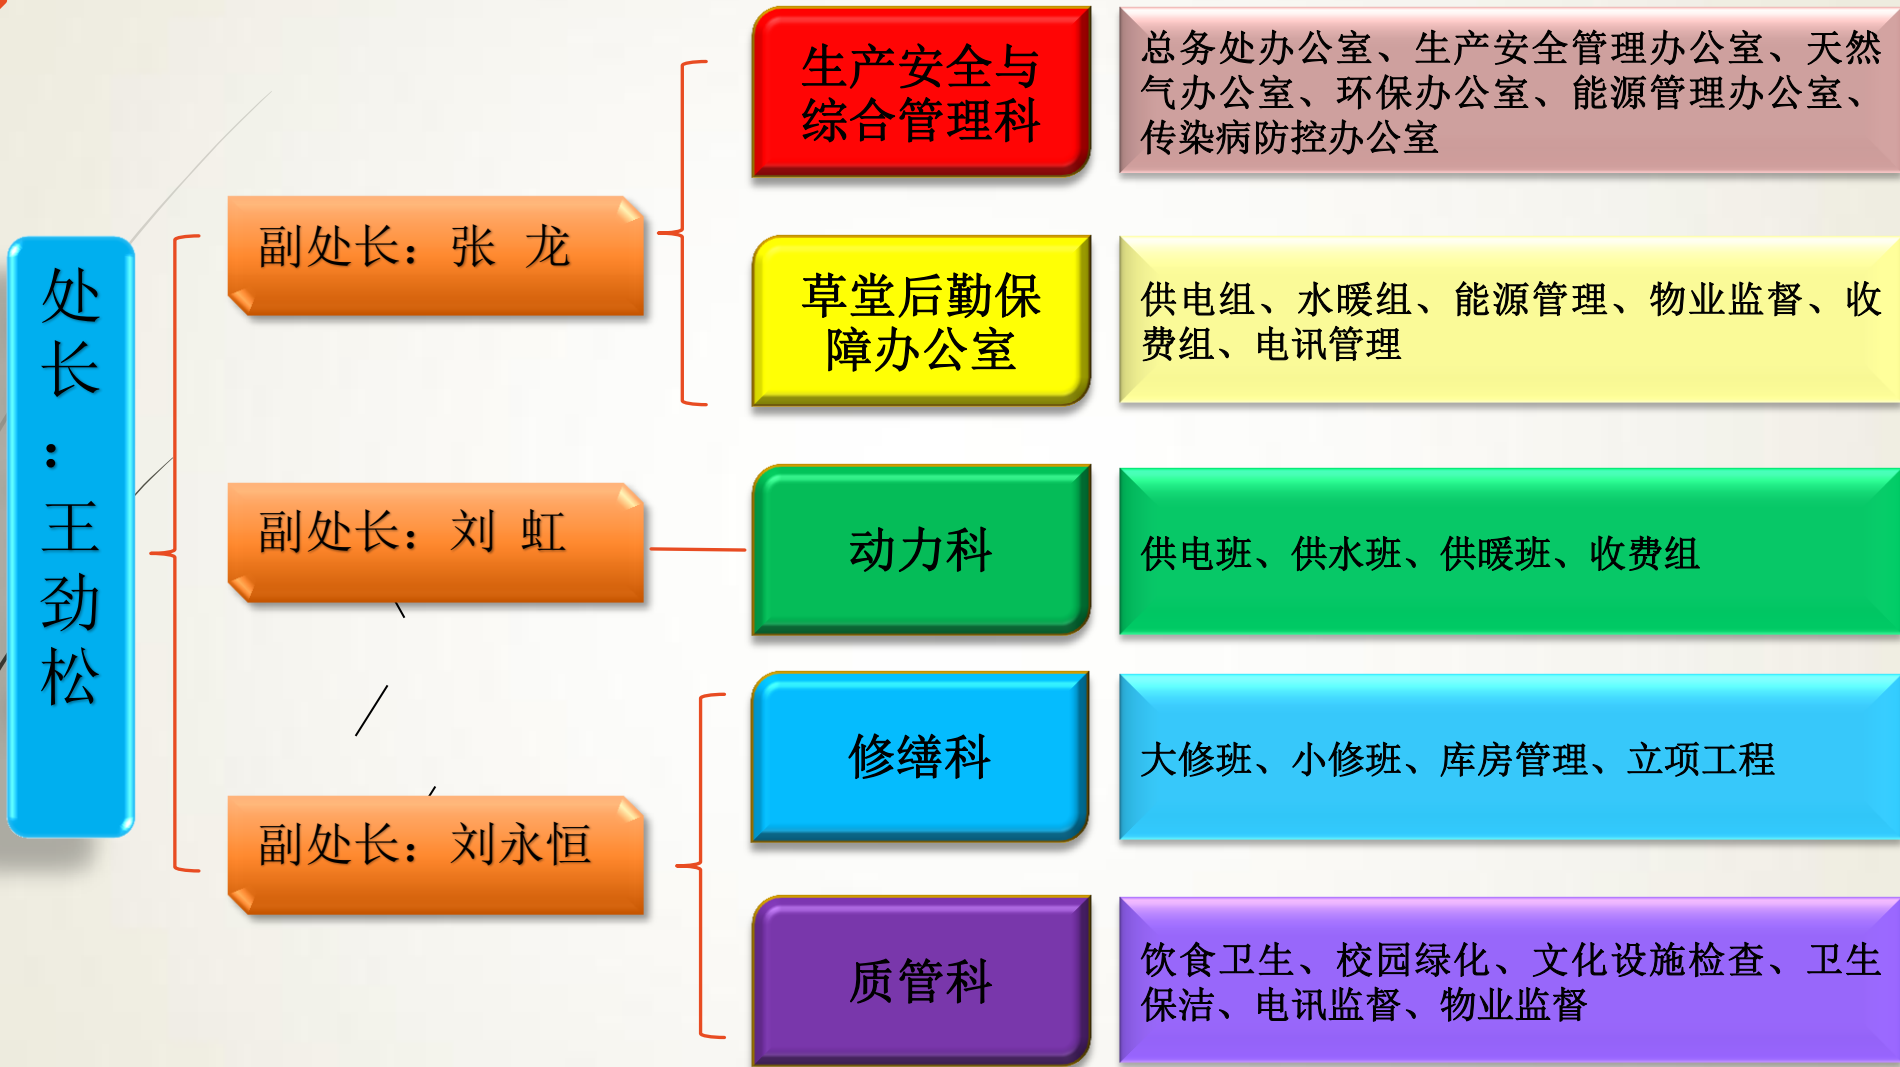 处
长
：
王
劲
松
副处长：张 龙
生产安全与
综合管理科
总务处办公室、生产安全管理办公室、天然
气办公室、环保办公室、能源管理办公室、
传染病防控办公室
草堂后勤保
障办公室
供电组、水暖组、能源管理、物业监督、收
费组、电讯管理
副处长：刘 虹
动力科
供电班、供水班、供暖班、收费组
副处长：刘永恒
修缮科
大修班、小修班、库房管理、立项工程
质管科
饮食卫生、校园绿化、文化设施检查、卫生
保洁、电讯监督、物业监督